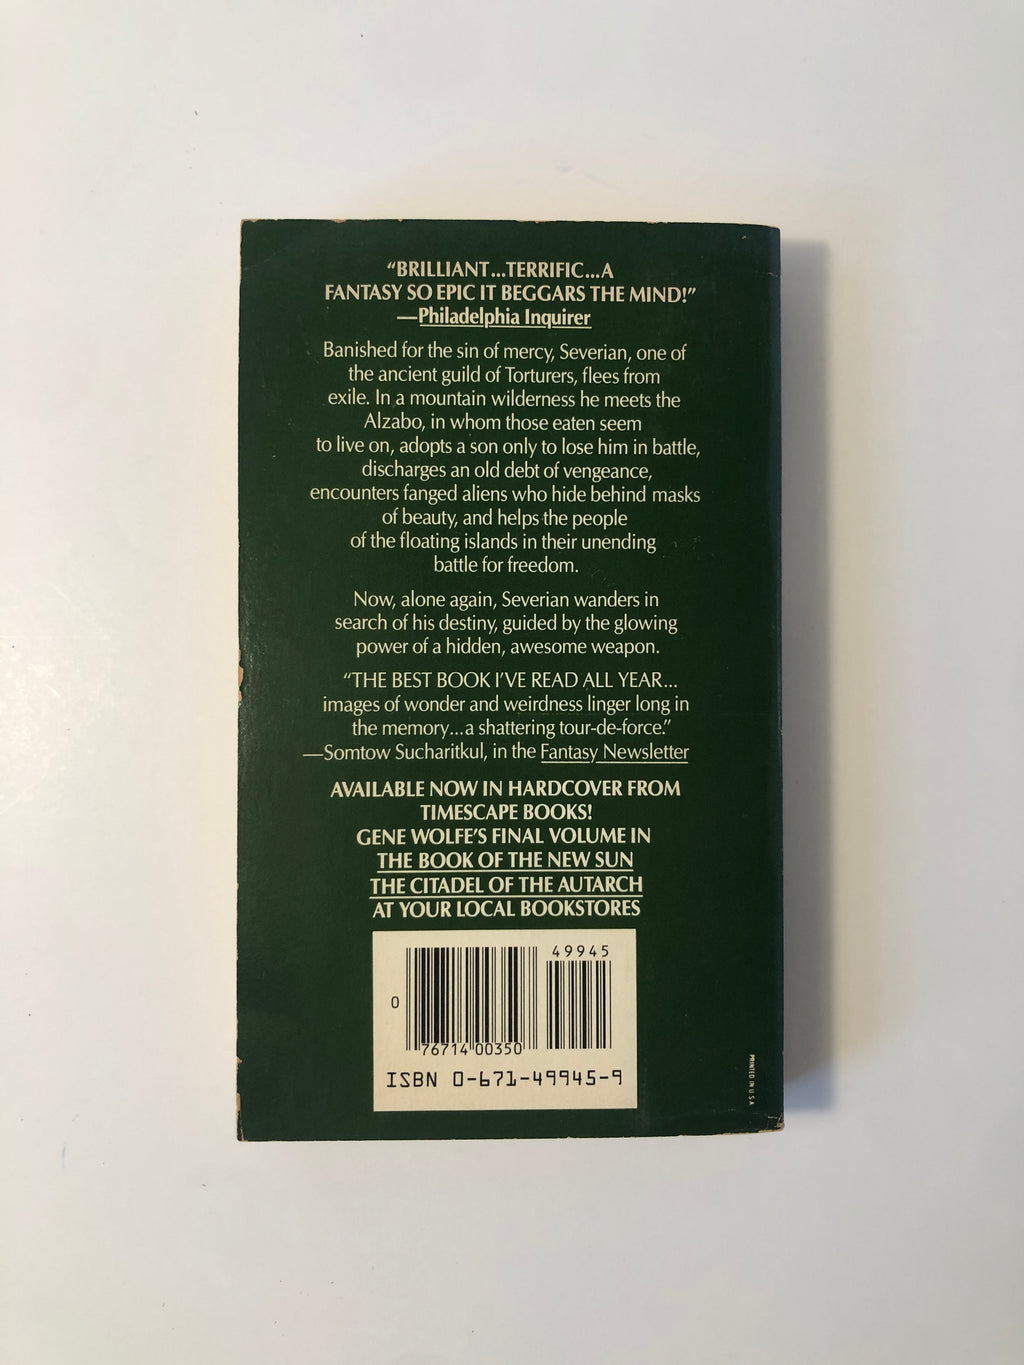 “BRILLIANT...TERRIFIC...A
FANTASY SO EPIC IT BEGGARS THE MIND!”
—Philadelphia Inquirer
Banished for the sin of mercy, Severian, one of
the ancient guild of Torturers, flees from
exile. In a mountain wilderness he meets the
Alzabo, in whom those eaten seem
to live on, adopts a son only to lose him in battle,
discharges an old debt of vengeance,
encounters fanged aliens who hide behind masks
of beauty, and helps the people
of the floating islands in their unending
battle for freedom.
Now, alone again, Severian wanders in
search of his destiny, guided by the glowing
power of a hidden, awesome weapon.
“THE BEST BOOK I’VE READ ALL YEAR...
images of wonder and weirdness linger long in
the memory...a shattering tour-de-force.”
—Somtow Sucharitkul, in the Fantasy Newsletter
AVAILABLE NOW IN HARDCOVER FROM
TIMESCAPE BOOKS!
GENE WOLFE’S FINAL VOLUME IN
THE BOOK OF THE NEW SUN
THE CITADEL OF THE AUTARCH
AT YOUR LOCAL BOOKSTORES
49945
0
76714 00350
ISBN 0-671-49945-9
PRINTED IN U.S.A.